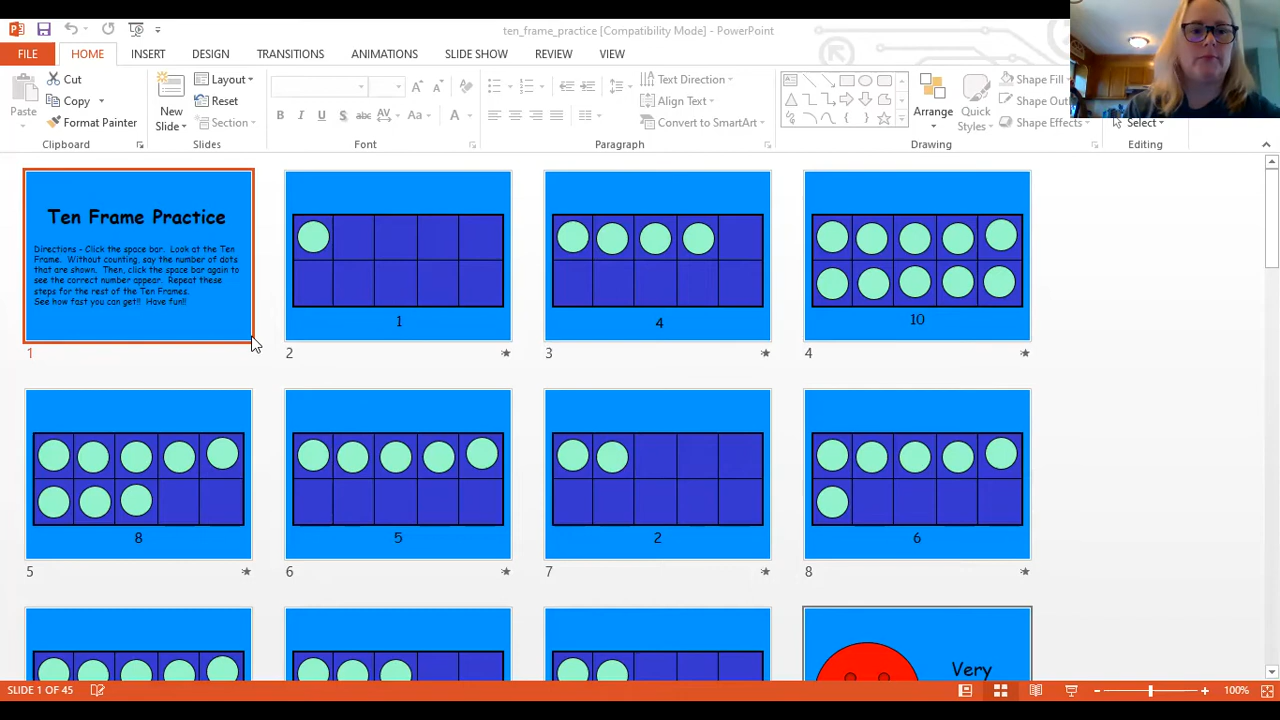 ten_frame_practice [Compatibility Mode] - PowerPoint
FILE HOME INSERT DESIGN TRANSITIONS ANIMATIONS SLIDE SHOW REVIEW VIEW
Paste
Cut
Copy
Format Painter
Clipboard
New
Slide
Layout
Reset
Section
Slides
B I U S abc AV Aa A
Font
Text Direction
Align Text
Convert to SmartArt
Paragraph
Arrange
Quick
Styles
Shape Fill
Shape Ou
Shape Effects
Drawing
Select
Editing
Ten Frame Practice
Directions - Click the space bar. Look at the Ten
Frame. Without counting, say the number of dots
that are shown. Then, click the space bar again to
see the correct number appear. Repeat these
steps for the rest of the Ten Frames.
See how fast you can get!! Have fun!!
1
1
2
4
3
10
4
8
5
5
6
2
7
6
8
Very
SLIDE 1 OF 45
100%